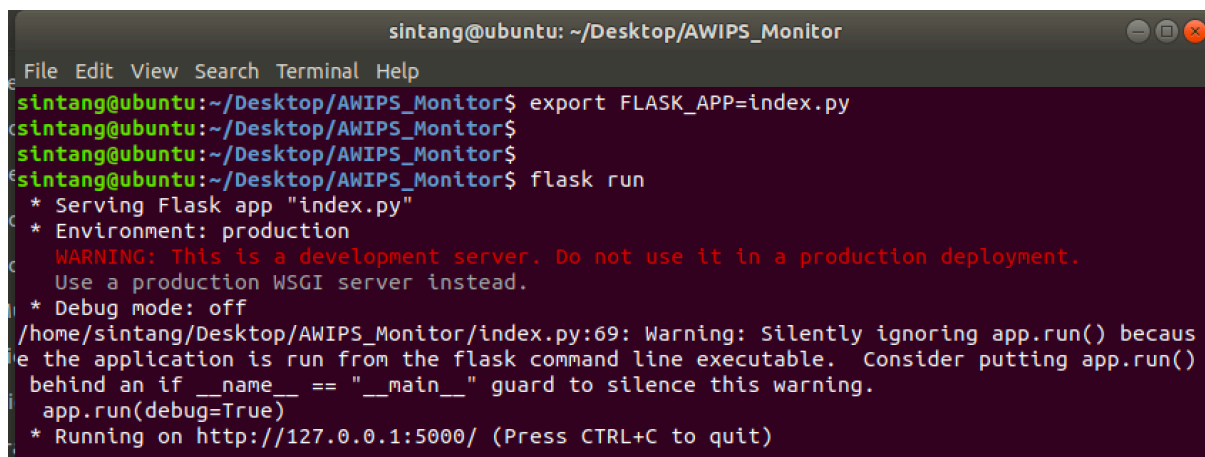 sintang@ubuntu: ~/Desktop/AWIPS_Monitor
File Edit View Search Terminal Help
sintang@ubuntu:~/Desktop/AWIPS_Monitor$ export FLASK_APP=index.py
sintang@ubuntu:~/Desktop/AWIPS_Monitor$
sintang@ubuntu:~/Desktop/AWIPS_Monitor$
sintang@ubuntu:~/Desktop/AWIPS_Monitor$ flask run
* Serving Flask app "index.py"
* Environment: production
WARNING: This is a development server. Do not use it in a production deployment.
Use a production WSGI server instead.
* Debug mode: off
/home/sintang/Desktop/AWIPS_Monitor/index.py:69: Warning: Silently ignoring app.run() becaus
e the application is run from the flask command line executable.  Consider putting app.run()
behind an if __name__ == "__main__" guard to silence this warning.
app.run(debug=True)
* Running on http://127.0.0.1:5000/ (Press CTRL+C to quit)